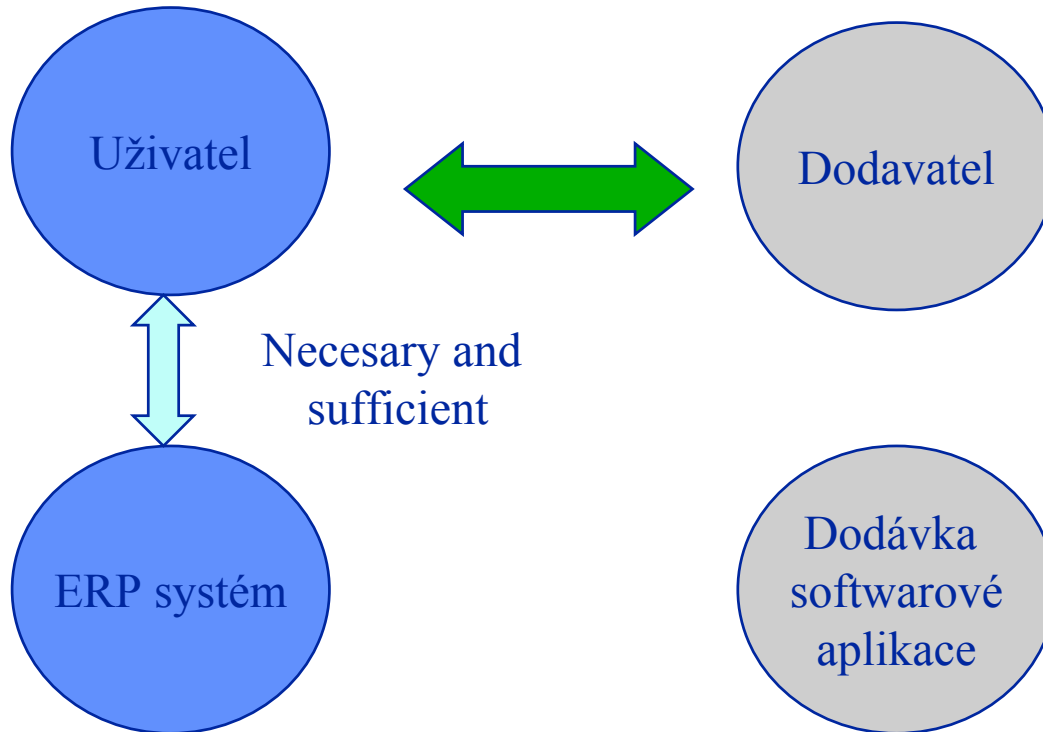 Uživatel
Dodavatel
Necesary and
sufficient
ERP systém
Dodávka
softwarové
aplikace